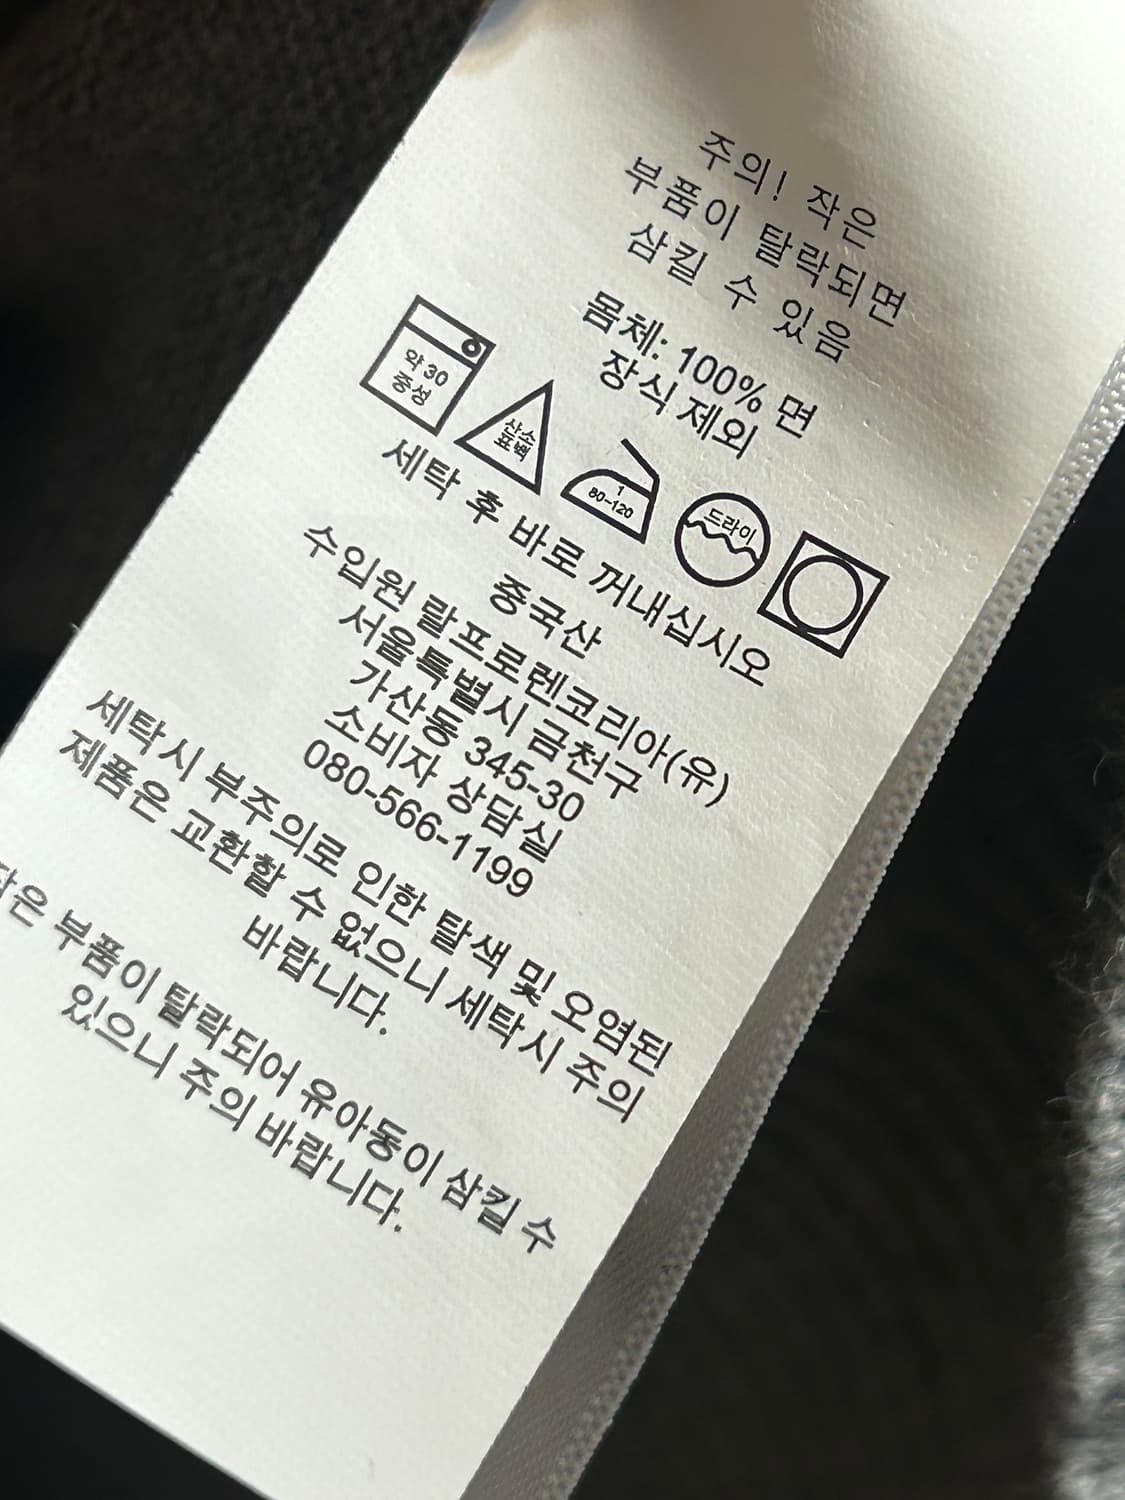 주의! 작은
부품이 탈락되면
삼킬 수 있음
몸체: 100% 면
장식 제외
약 30
중성
산소
표백
1
80-120
드라이
세탁 후 바로 꺼내십시오
중국산
수입원 랄프로렌코리아(유)
서울특별시 금천구
가산동 345-30
소비자 상담실
080-566-1199
세탁시 부주의로 인한 탈색 및 오염된
제품은 교환할 수 없으니 세탁시 주의
바랍니다.
작은 부품이 탈락되어 유아동이 삼킬 수
있으니 주의 바랍니다.